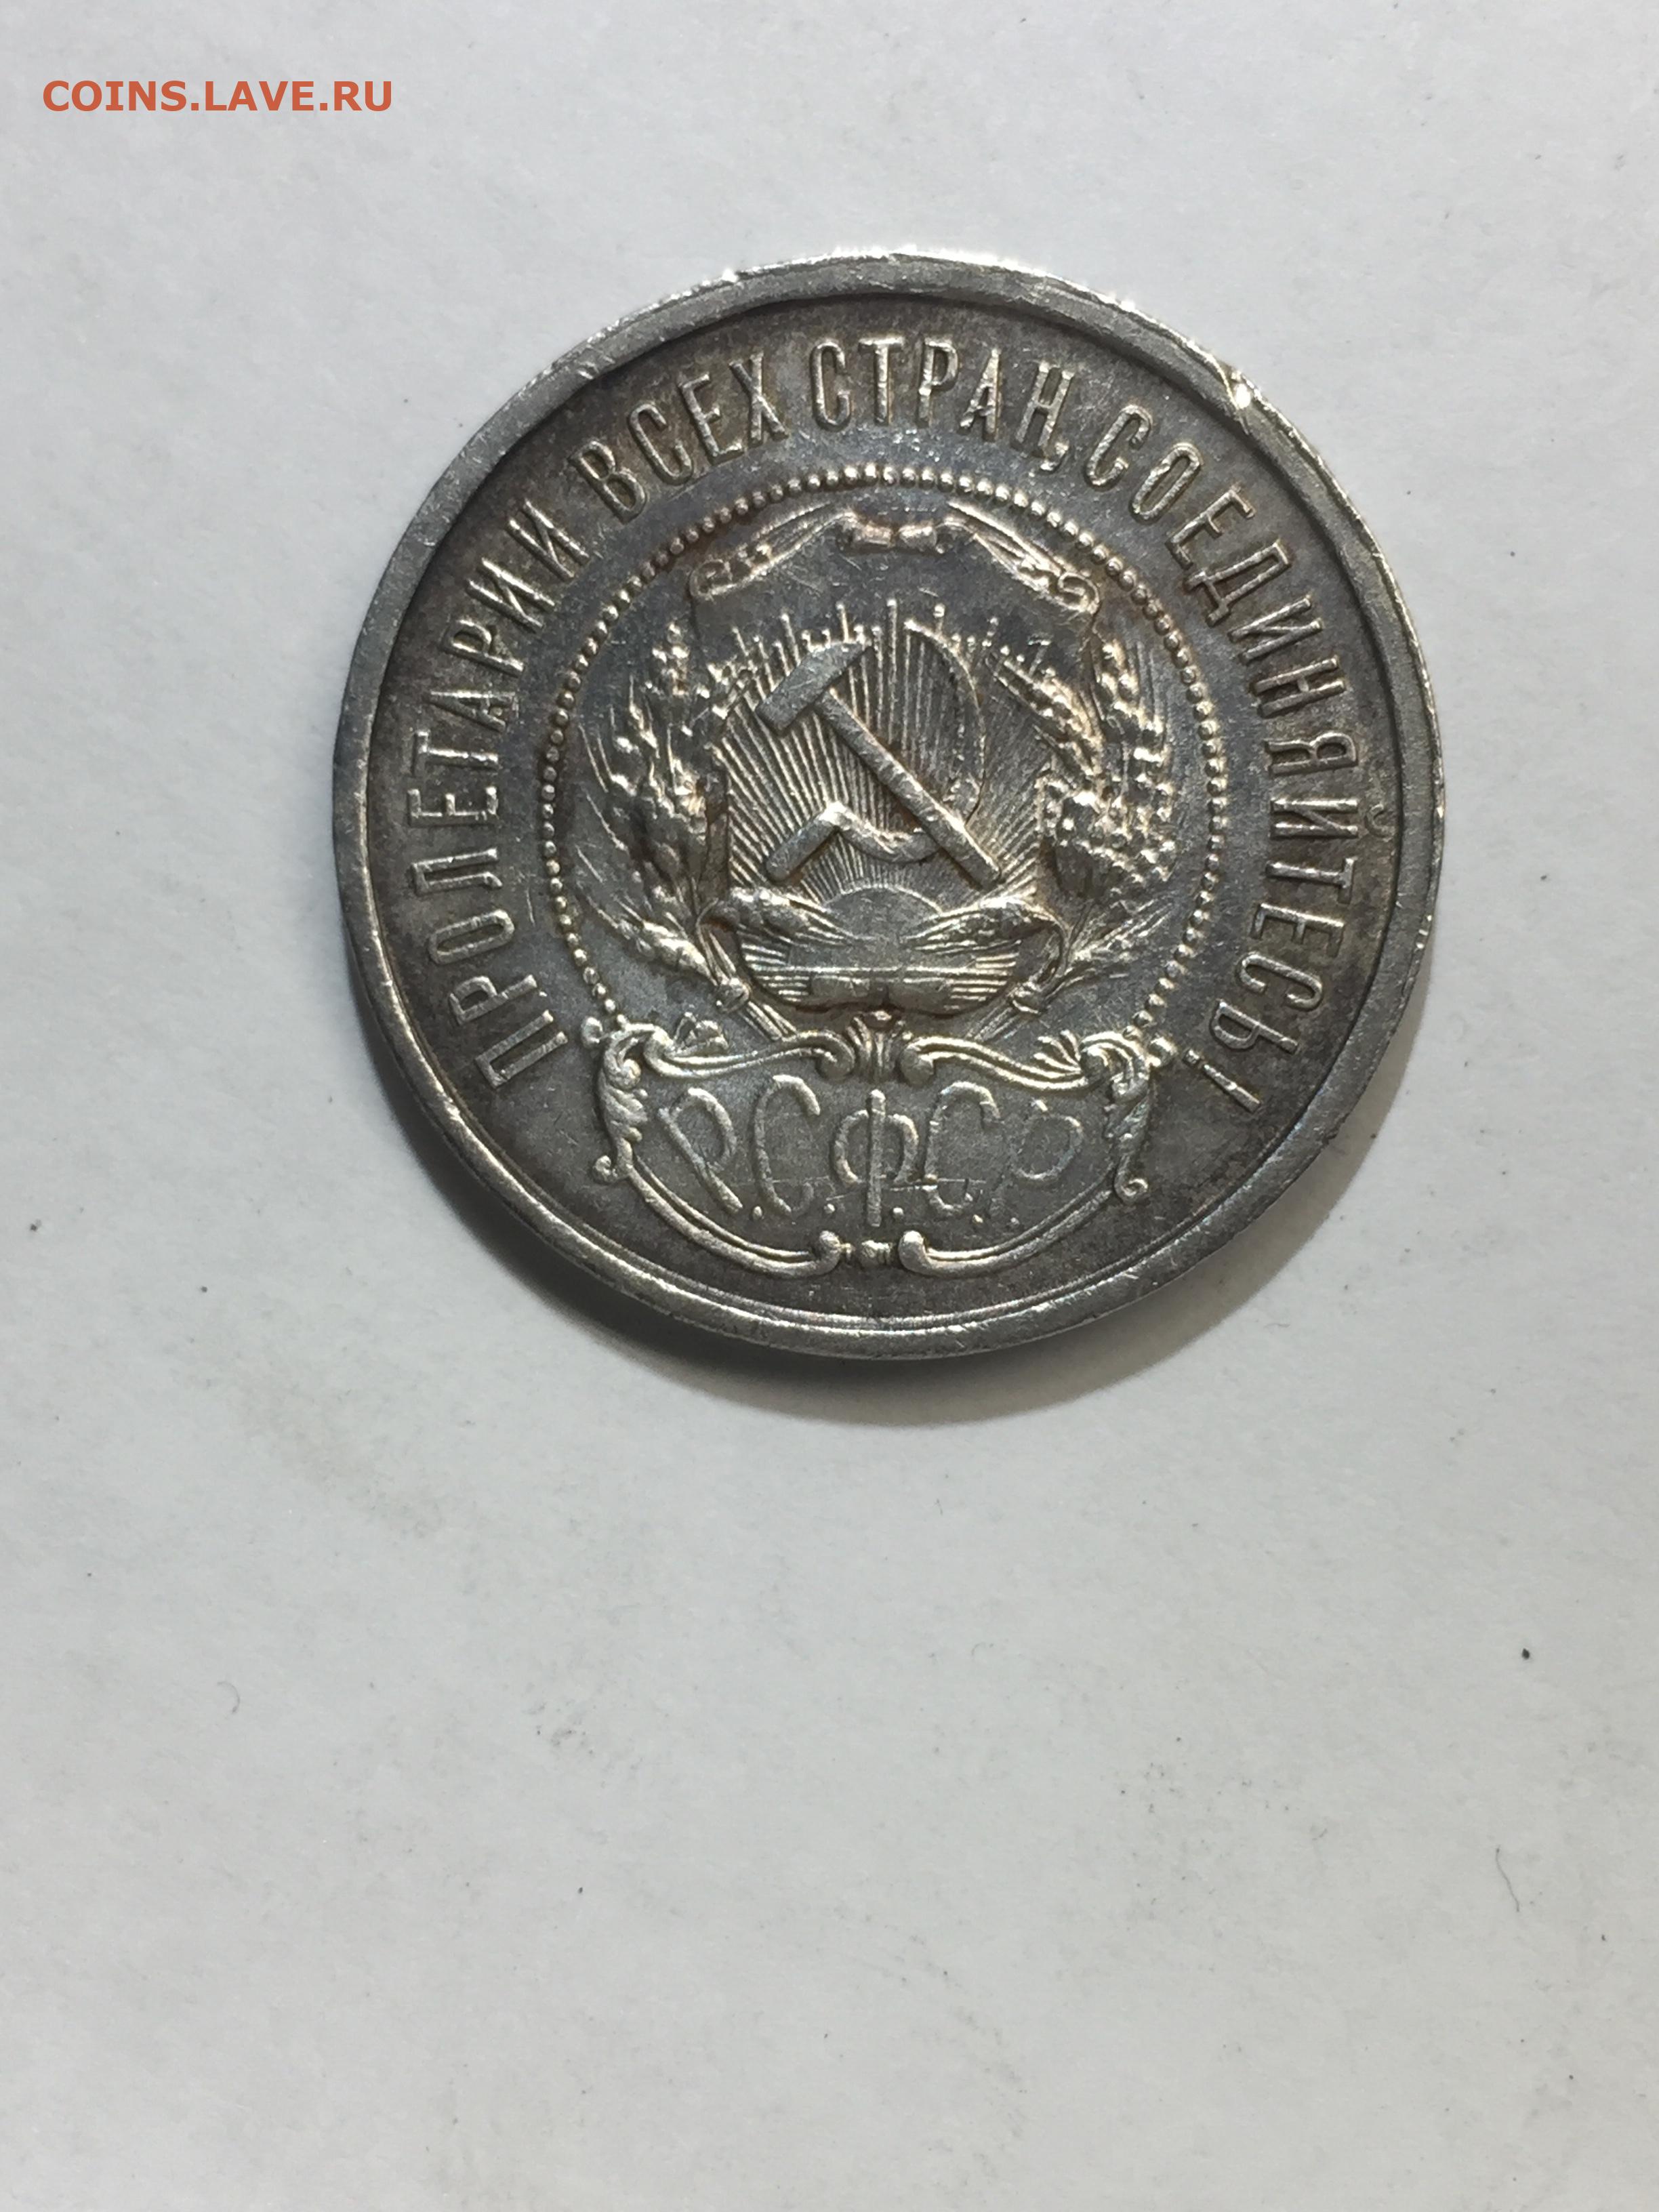 COINS.LAVE.RU
ПРОЛЕТАРИИ ВСЕХ СТРАН, СОЕДИНЯЙТЕСЬ!
Р.С.Ф.С.Р.